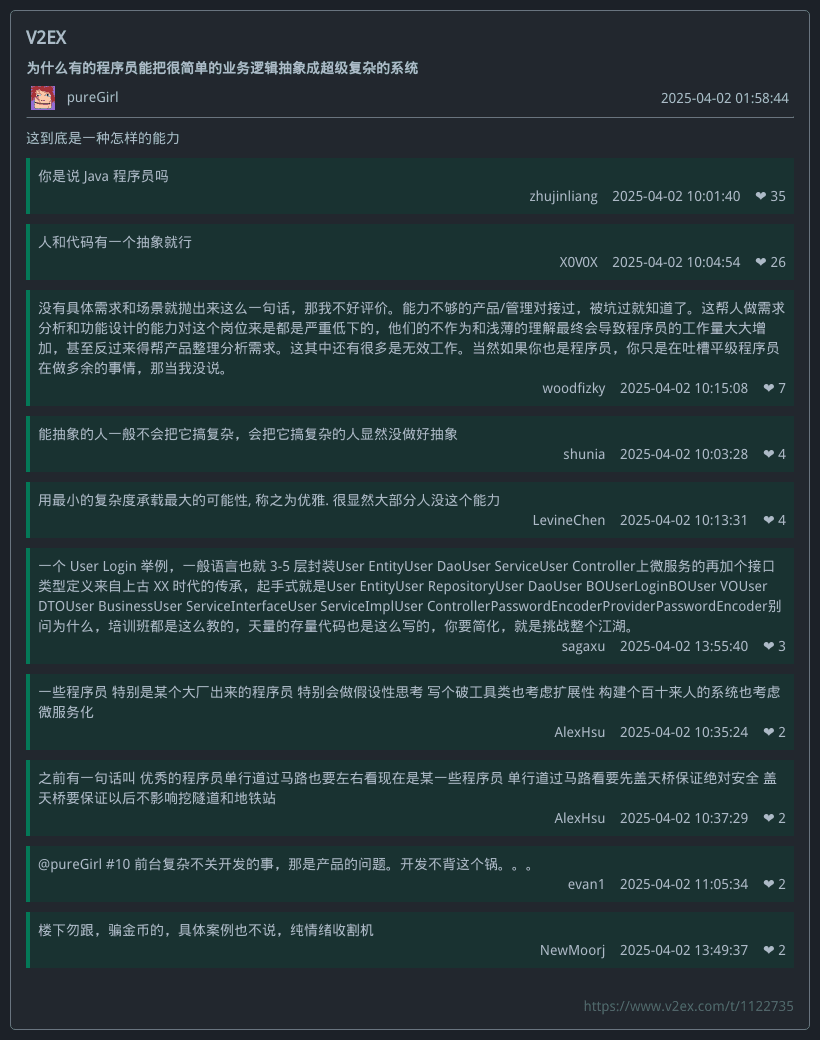 V2EX
为什么有的程序员能把很简单的业务逻辑抽象成超级复杂的系统
pureGirl 2025-04-02 01:58:44
这到底是一种怎样的能力
你是说 Java 程序员吗
zhujinliang 2025-04-02 10:01:40 ❤ 35
人和代码有一个抽象就行
X0V0X 2025-04-02 10:04:54 ❤ 26
没有具体需求和场景就抛出来这么一句话，那我不好评价。能力不够的产品/管理对接过，被坑过就知道了。这帮人做需求
分析和功能设计的能力对这个岗位来是都是严重低下的，他们的不作为和浅薄的理解最终会导致程序员的工作量大大增
加，甚至反过来得帮产品整理分析需求。这其中还有很多是无效工作。当然如果你也是程序员，你只是在吐槽平级程序员
在做多余的事情，那当我没说。
woodfizky 2025-04-02 10:15:08 ❤ 7
能抽象的人一般不会把它搞复杂，会把它搞复杂的人显然没做好抽象
shunia 2025-04-02 10:03:28 ❤ 4
用最小的复杂度承载最大的可能性, 称之为优雅. 很显然大部分人没这个能力
LevineChen 2025-04-02 10:13:31 ❤ 4
一个 User Login 举例，一般语言也就 3-5 层封装User EntityUser DaoUser ServiceUser Controller上微服务的再加个接口
类型定义来自上古 XX 时代的传承，起手式就是User EntityUser RepositoryUser DaoUser BOUserLoginBOUser VOUser
DTOUser BusinessUser ServiceInterfaceUser ServiceImplUser ControllerPasswordEncoderProviderPasswordEncoder别
问为什么，培训班都是这么教的，天量的存量代码也是这么写的，你要简化，就是挑战整个江湖。
sagaxu 2025-04-02 13:55:40 ❤ 3
一些程序员 特别是某个大厂出来的程序员 特别会做假设性思考 写个破工具类也考虑扩展性 构建个百十来人的系统也考虑
微服务化
AlexHsu 2025-04-02 10:35:24 ❤ 2
之前有一句话叫 优秀的程序员单行道过马路也要左右看现在是某一些程序员 单行道过马路看要先盖天桥保证绝对安全 盖
天桥要保证以后不影响挖隧道和地铁站
AlexHsu 2025-04-02 10:37:29 ❤ 2
@pureGirl #10 前台复杂不关开发的事，那是产品的问题。开发不背这个锅。。。
evan1 2025-04-02 11:05:34 ❤ 2
楼下勿跟，骗金币的，具体案例也不说，纯情绪收割机
NewMoorj 2025-04-02 13:49:37 ❤ 2
https://www.v2ex.com/t/1122735